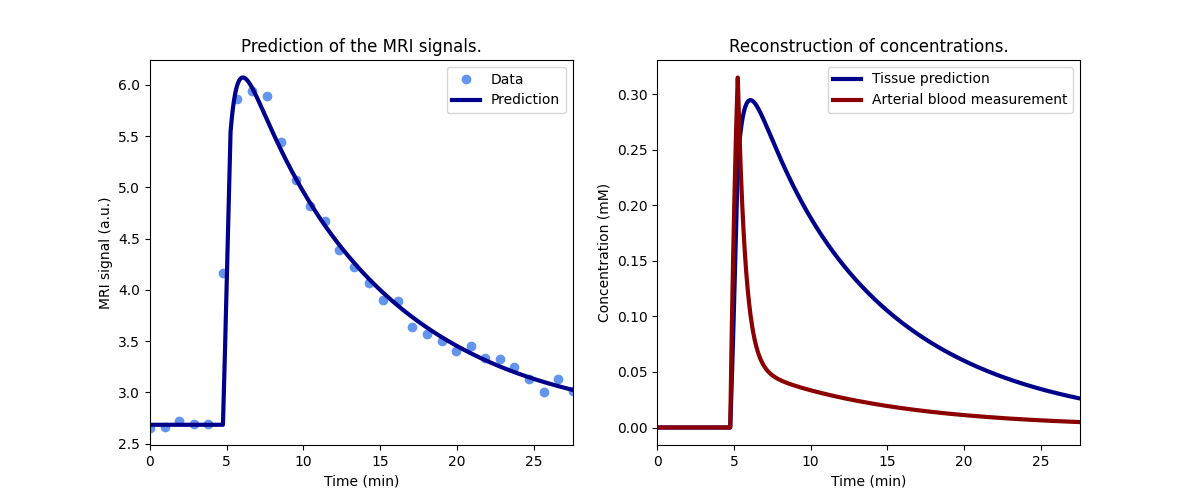 Prediction of the MRI signals.
Data
Prediction
6.0
5.5
5.0
4.5
4.0
3.5
3.0
2.5
MRI signal (a.u.)
0
5
10
15
20
25
Time (min)
Reconstruction of concentrations.
Tissue prediction
Arterial blood measurement
0.30
0.25
0.20
0.15
0.10
0.05
0.00
Concentration (mM)
0
5
10
15
20
25
Time (min)